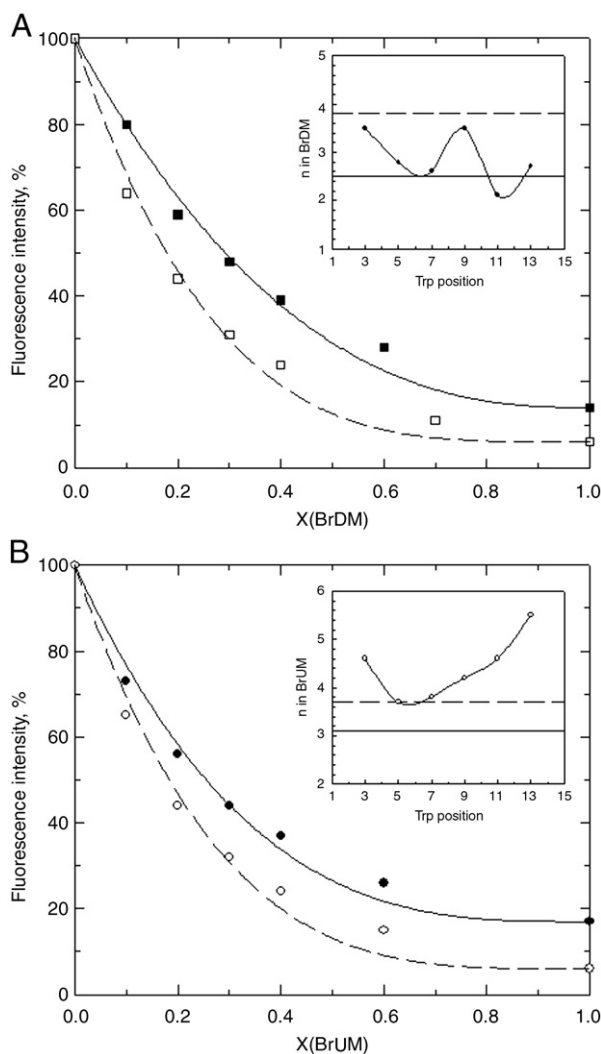 A
100
80
60
40
20
0
Fluorescence intensity, %
0.0 0.2 0.4 0.6 0.8 1.0
X(BrDM)
5
4
3
2
1
n in BrDM
1 3 5 7 9 11 13 15
Trp position
B
100
80
60
40
20
0
Fluorescence intensity, %
0.0 0.2 0.4 0.6 0.8 1.0
X(BrUM)
6
5
4
3
2
n in BrUM
1 3 5 7 9 11 13 15
Trp position